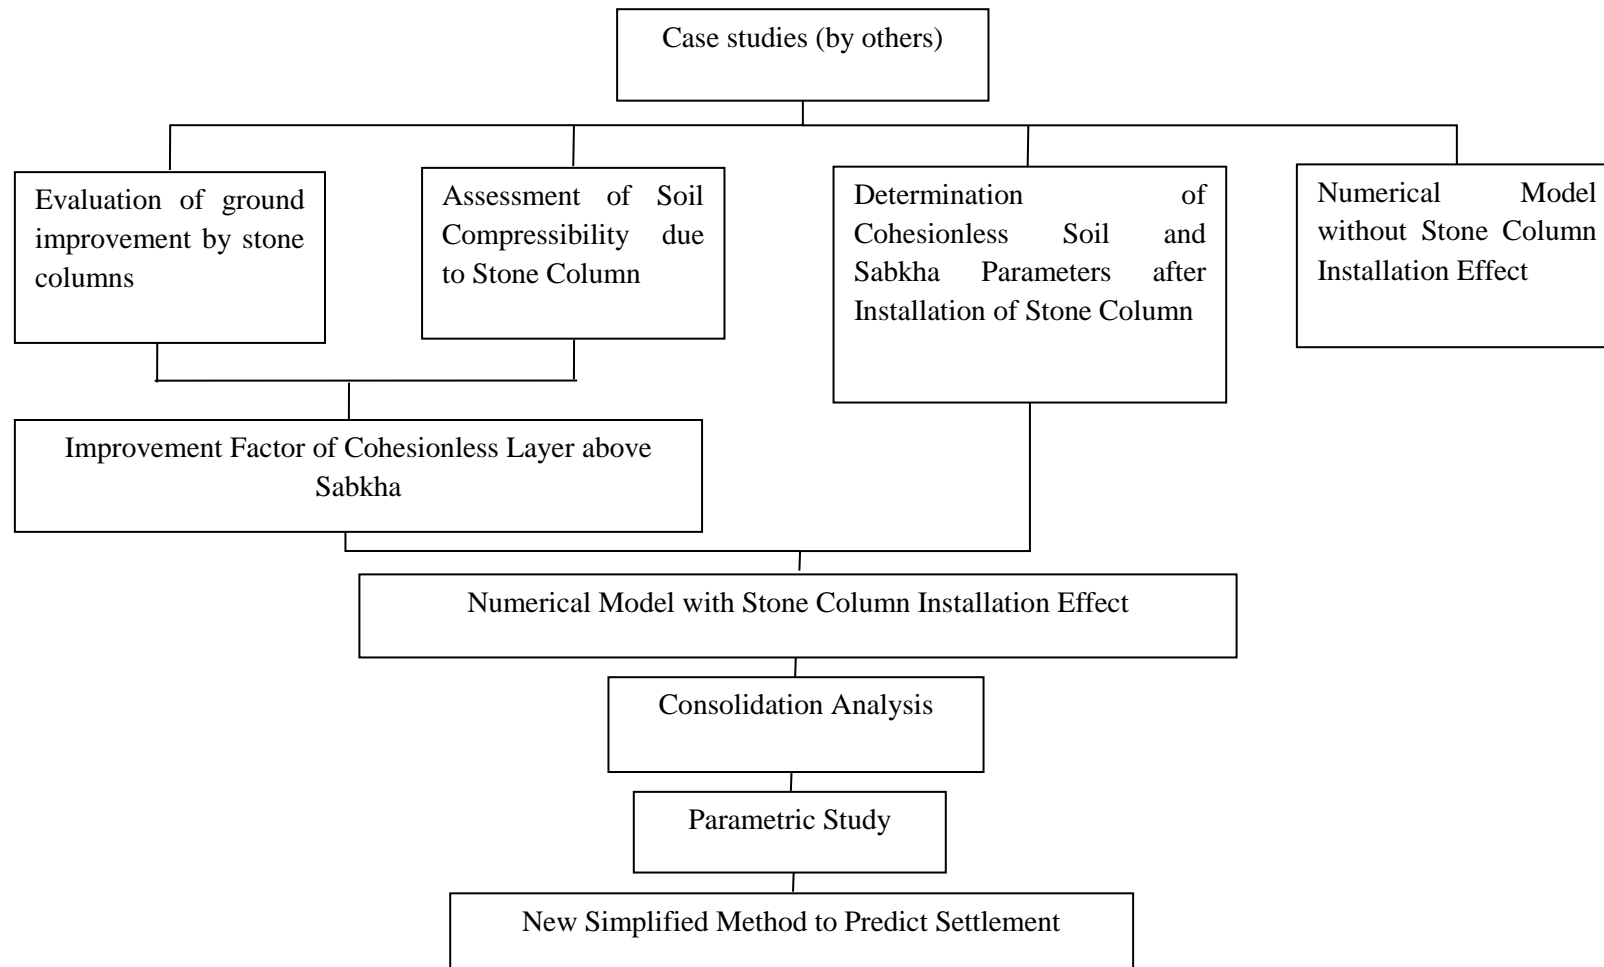 Case studies (by others)
Evaluation of ground
improvement by stone
columns
Assessment of Soil
Compressibility due
to Stone Column
Determination of
Cohesionless Soil and
Sabkha Parameters after
Installation of Stone Column
Numerical Model
without Stone Column
Installation Effect
Improvement Factor of Cohesionless Layer above
Sabkha
Numerical Model with Stone Column Installation Effect
Consolidation Analysis
Parametric Study
New Simplified Method to Predict Settlement